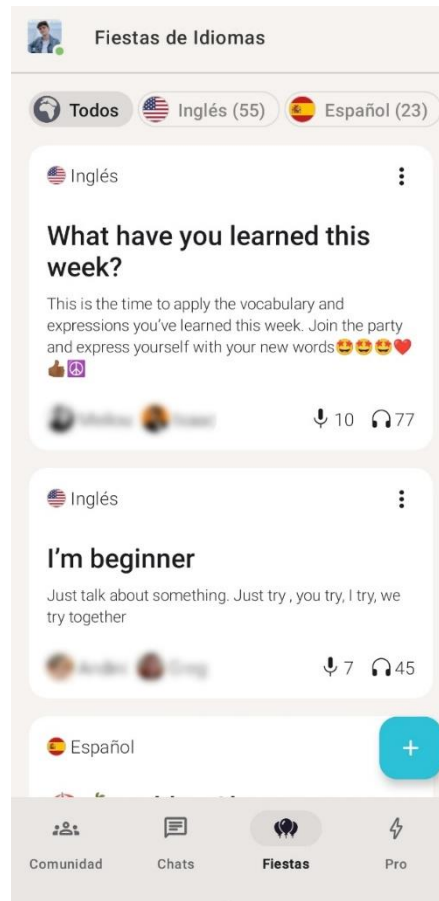 Fiestas de Idiomas
Todos
Inglés (55)
Español (23)
Inglés
What have you learned this
week?
This is the time to apply the vocabulary and
expressions you've learned this week. Join the party
and express yourself with your new words🤩🤩🤩❤️
👍🏾☮️
10 77
Inglés
I'm beginner
Just talk about something. Just try , you try, I try, we
try together
7 45
Español
+
Comunidad Chats Fiestas Pro